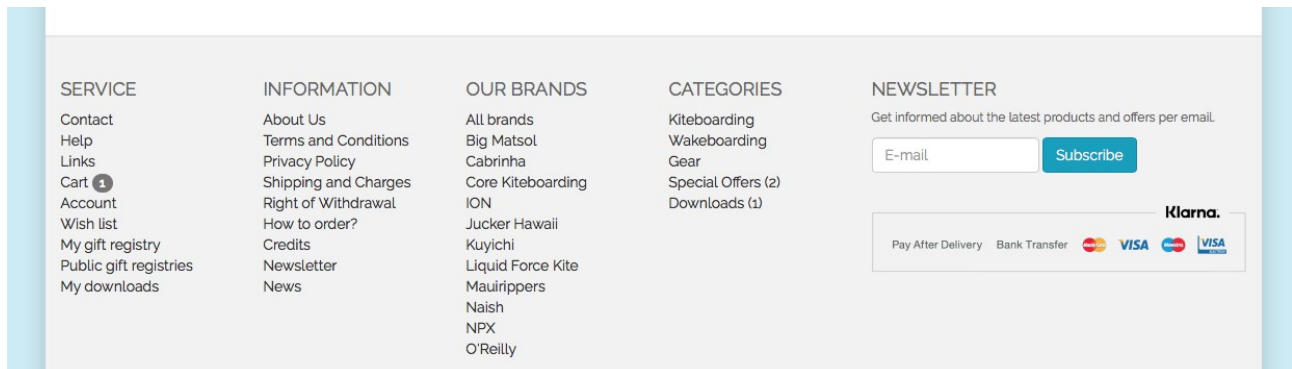 SERVICE
Contact
Help
Links
Cart 1
Account
Wish list
My gift registry
Public gift registries
My downloads
INFORMATION
About Us
Terms and Conditions
Privacy Policy
Shipping and Charges
Right of Withdrawal
How to order?
Credits
Newsletter
News
OUR BRANDS
All brands
Big Matsol
Cabrinha
Core Kiteboarding
ION
Jucker Hawaii
Kuyichi
Liquid Force Kite
Mauirippers
Naish
NPX
O'Reilly
CATEGORIES
Kiteboarding
Wakeboarding
Gear
Special Offers (2)
Downloads (1)
NEWSLETTER
Get informed about the latest products and offers per email.
E-mail Subscribe
Klarna.
Pay After Delivery Bank Transfer VISA VISA